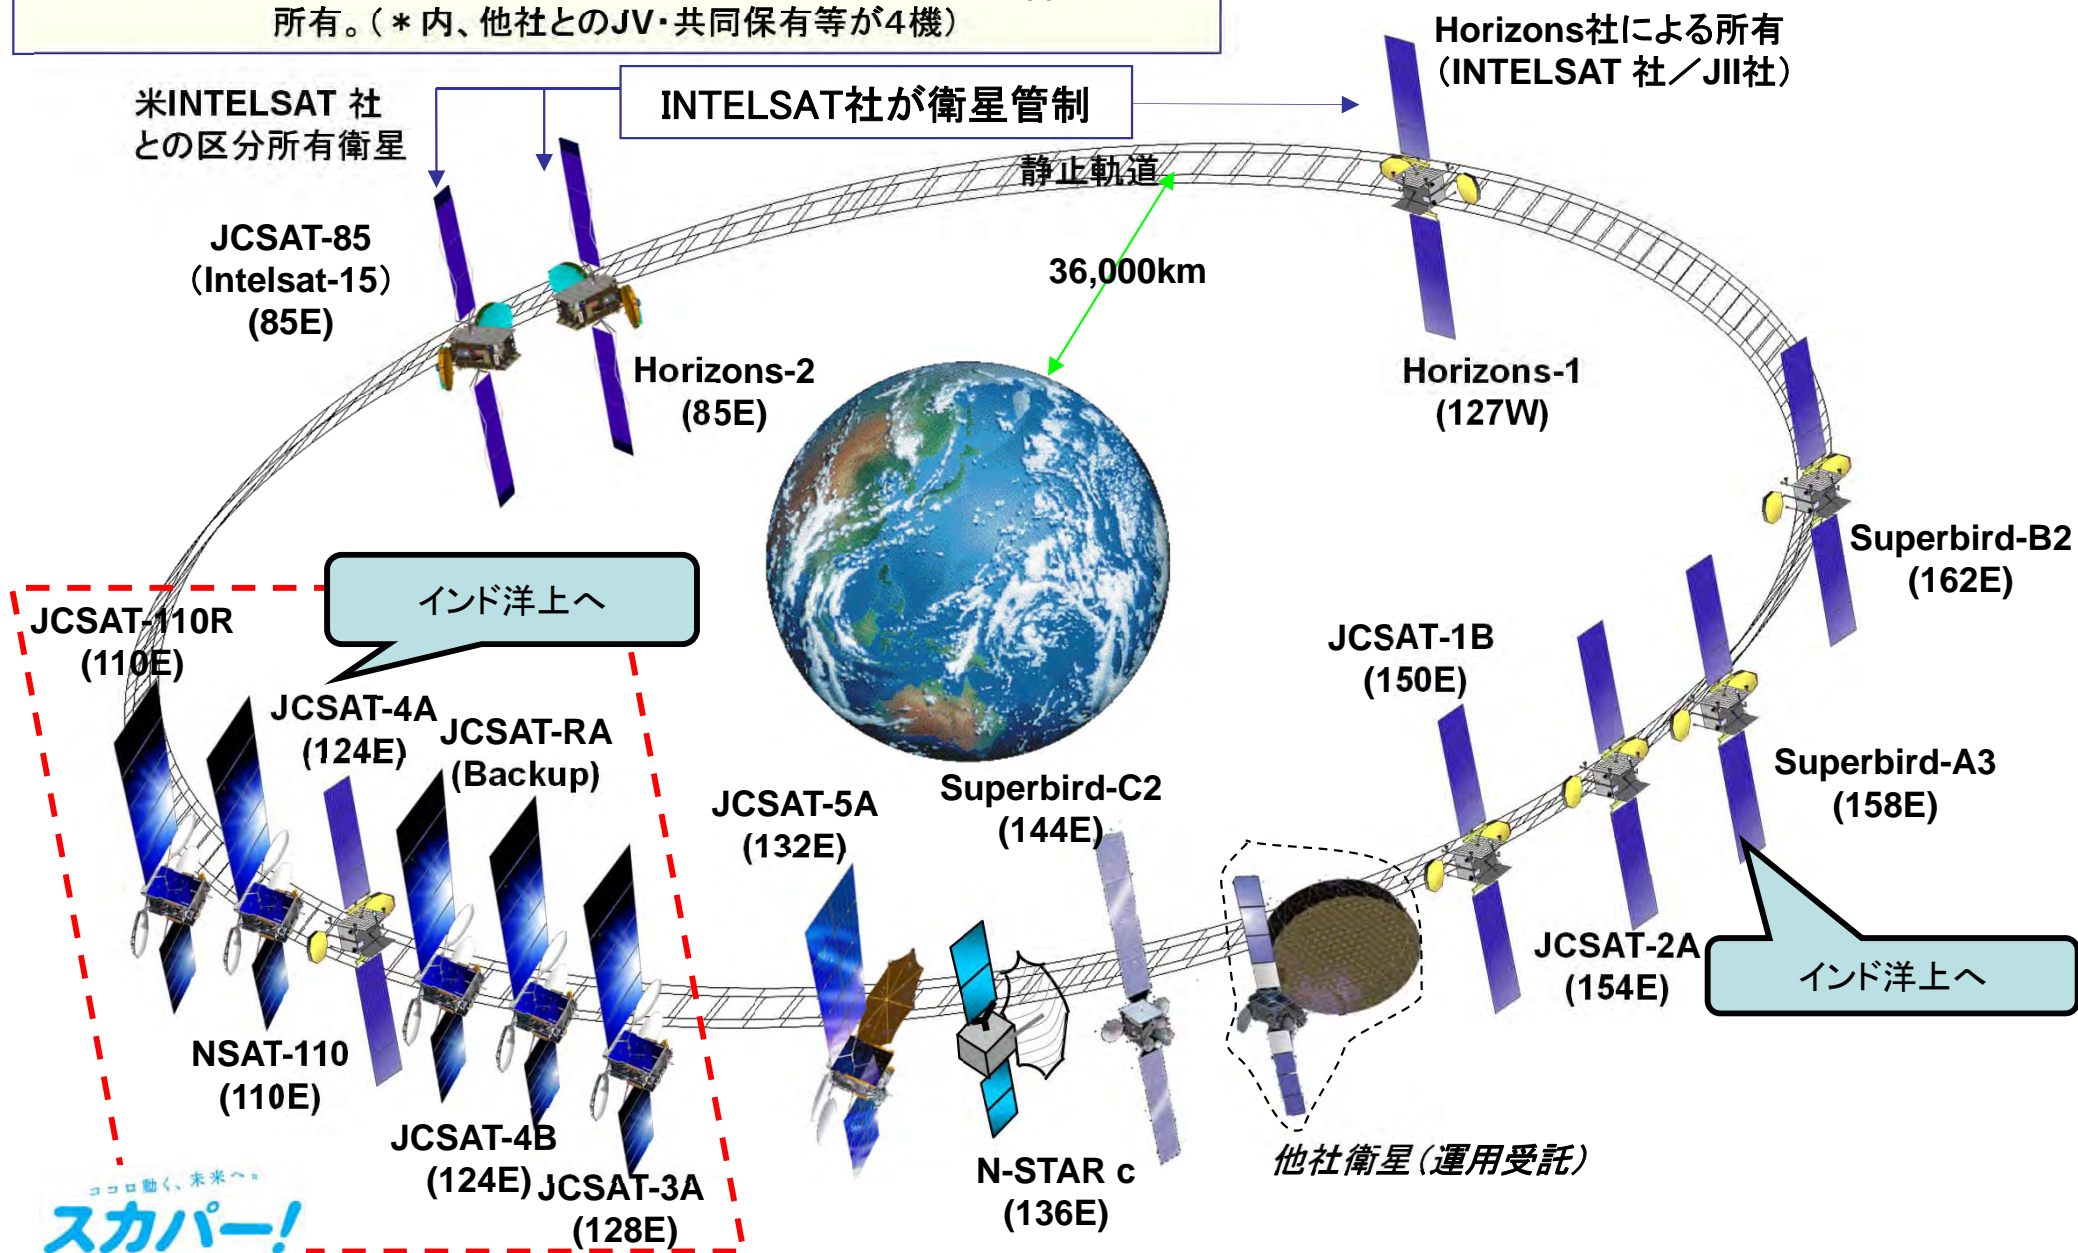 所有。（＊内、他社とのJV・共同保有等が４機）
Horizons社による所有
（INTELSAT 社／JII社）
米INTELSAT 社
との区分所有衛星
INTELSAT社が衛星管制
静止軌道
36,000km
JCSAT-85
（Intelsat-15）
(85E)
Horizons-2
(85E)
Horizons-1
(127W)
Superbird-B2
(162E)
インド洋上へ
JCSAT-110R
(110E)
JCSAT-4A
(124E)
JCSAT-RA
(Backup)
JCSAT-1B
(150E)
Superbird-A3
(158E)
JCSAT-5A
(132E)
Superbird-C2
(144E)
JCSAT-2A
(154E)
インド洋上へ
NSAT-110
(110E)
JCSAT-4B
(124E)
JCSAT-3A
(128E)
N-STAR c
(136E)
他社衛星（運用受託）
ココロ動く、未来へ。
スカパー！